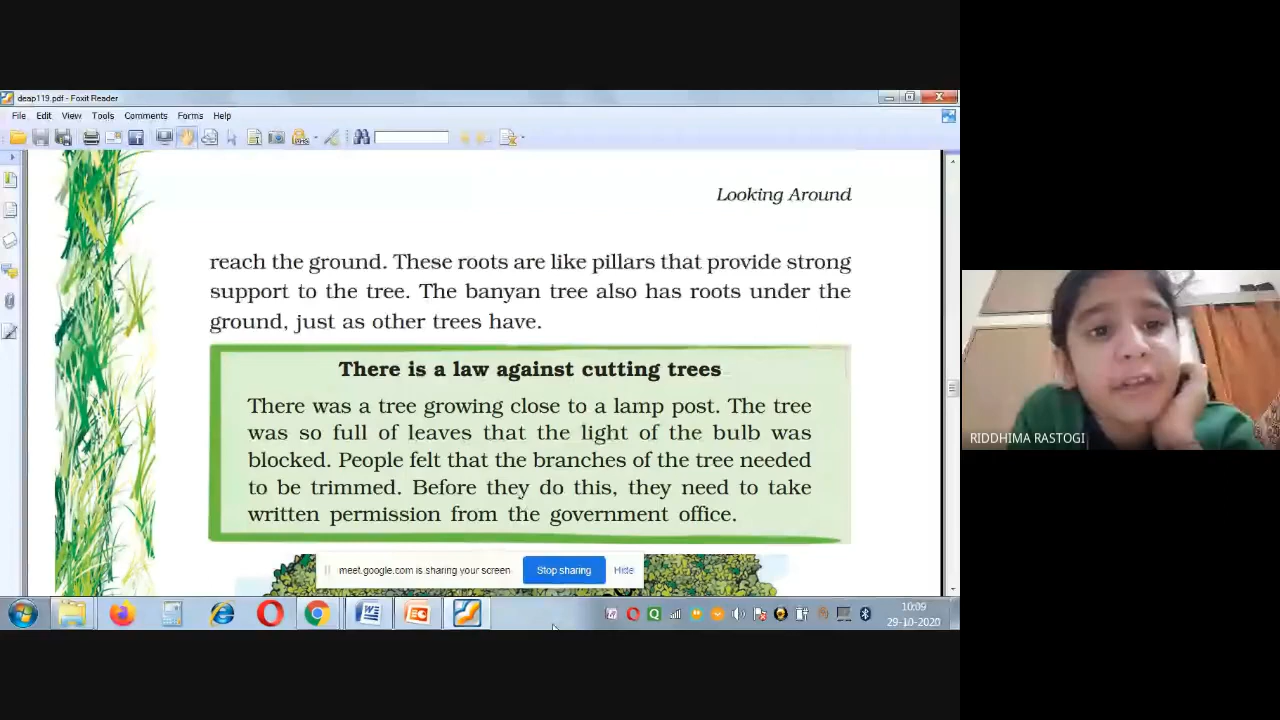 deap119.pdf - Foxit Reader
File Edit View Tools Comments Forms Help
Looking Around
reach the ground. These roots are like pillars that provide strong
support to the tree. The banyan tree also has roots under the
ground, just as other trees have.
There is a law against cutting trees
There was a tree growing close to a lamp post. The tree
was so full of leaves that the light of the bulb was
blocked. People felt that the branches of the tree needed
to be trimmed. Before they do this, they need to take
written permission from the government office.
RIDDHIMA RASTOGI
meet.google.com is sharing your screen Stop sharing Hide
10:09
29-10-2020